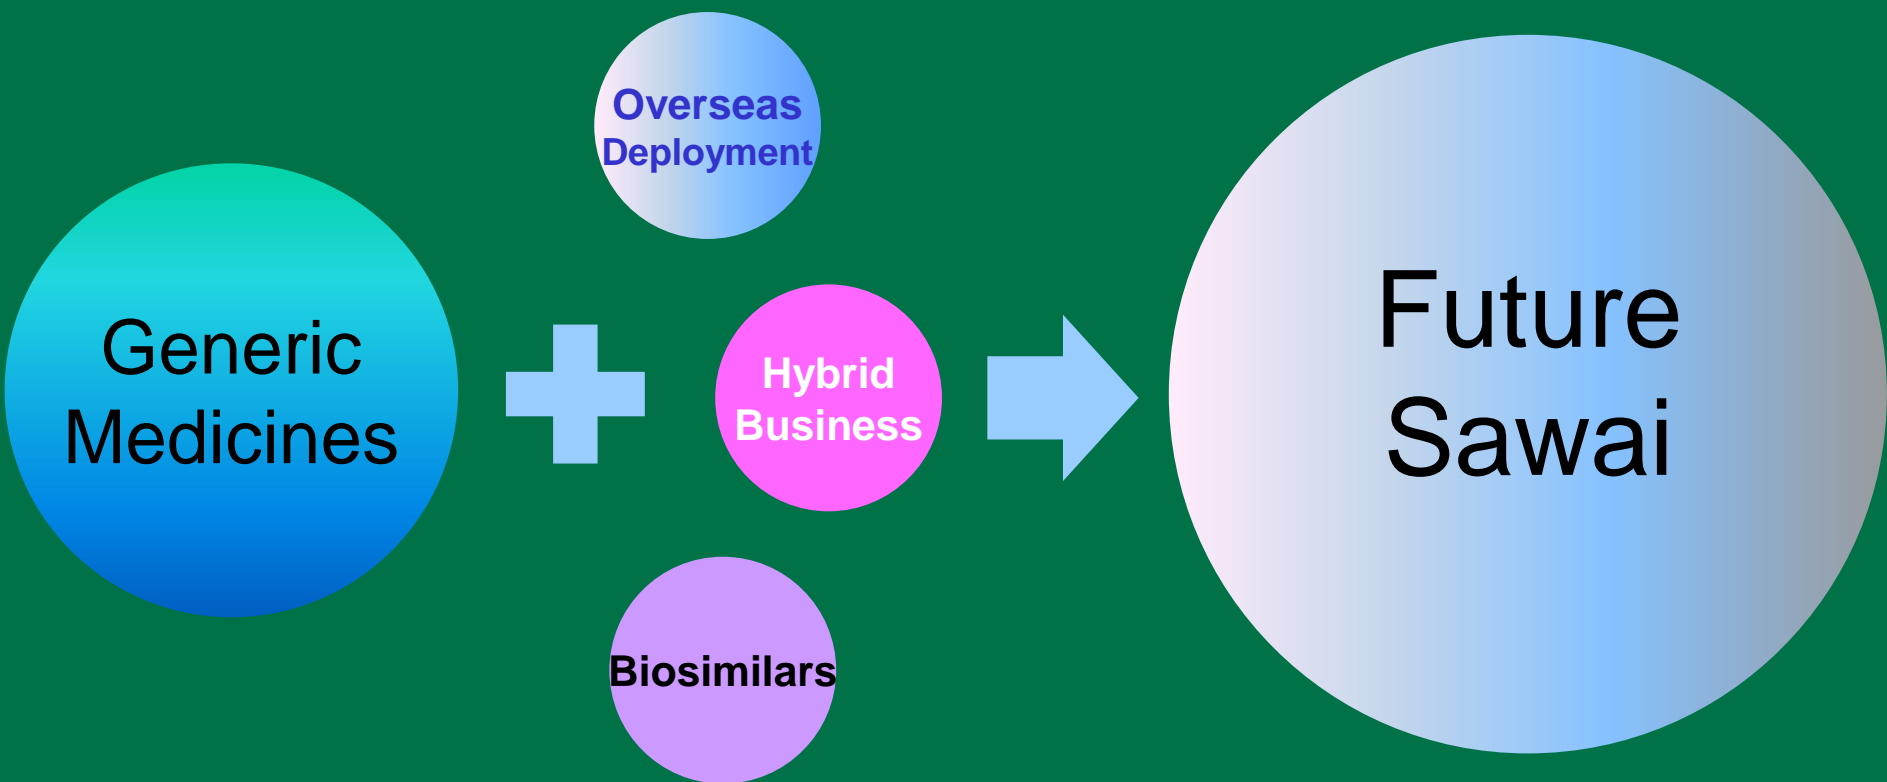 Generic
Medicines
Overseas
Deployment
Hybrid
Business
Biosimilars
Future
Sawai